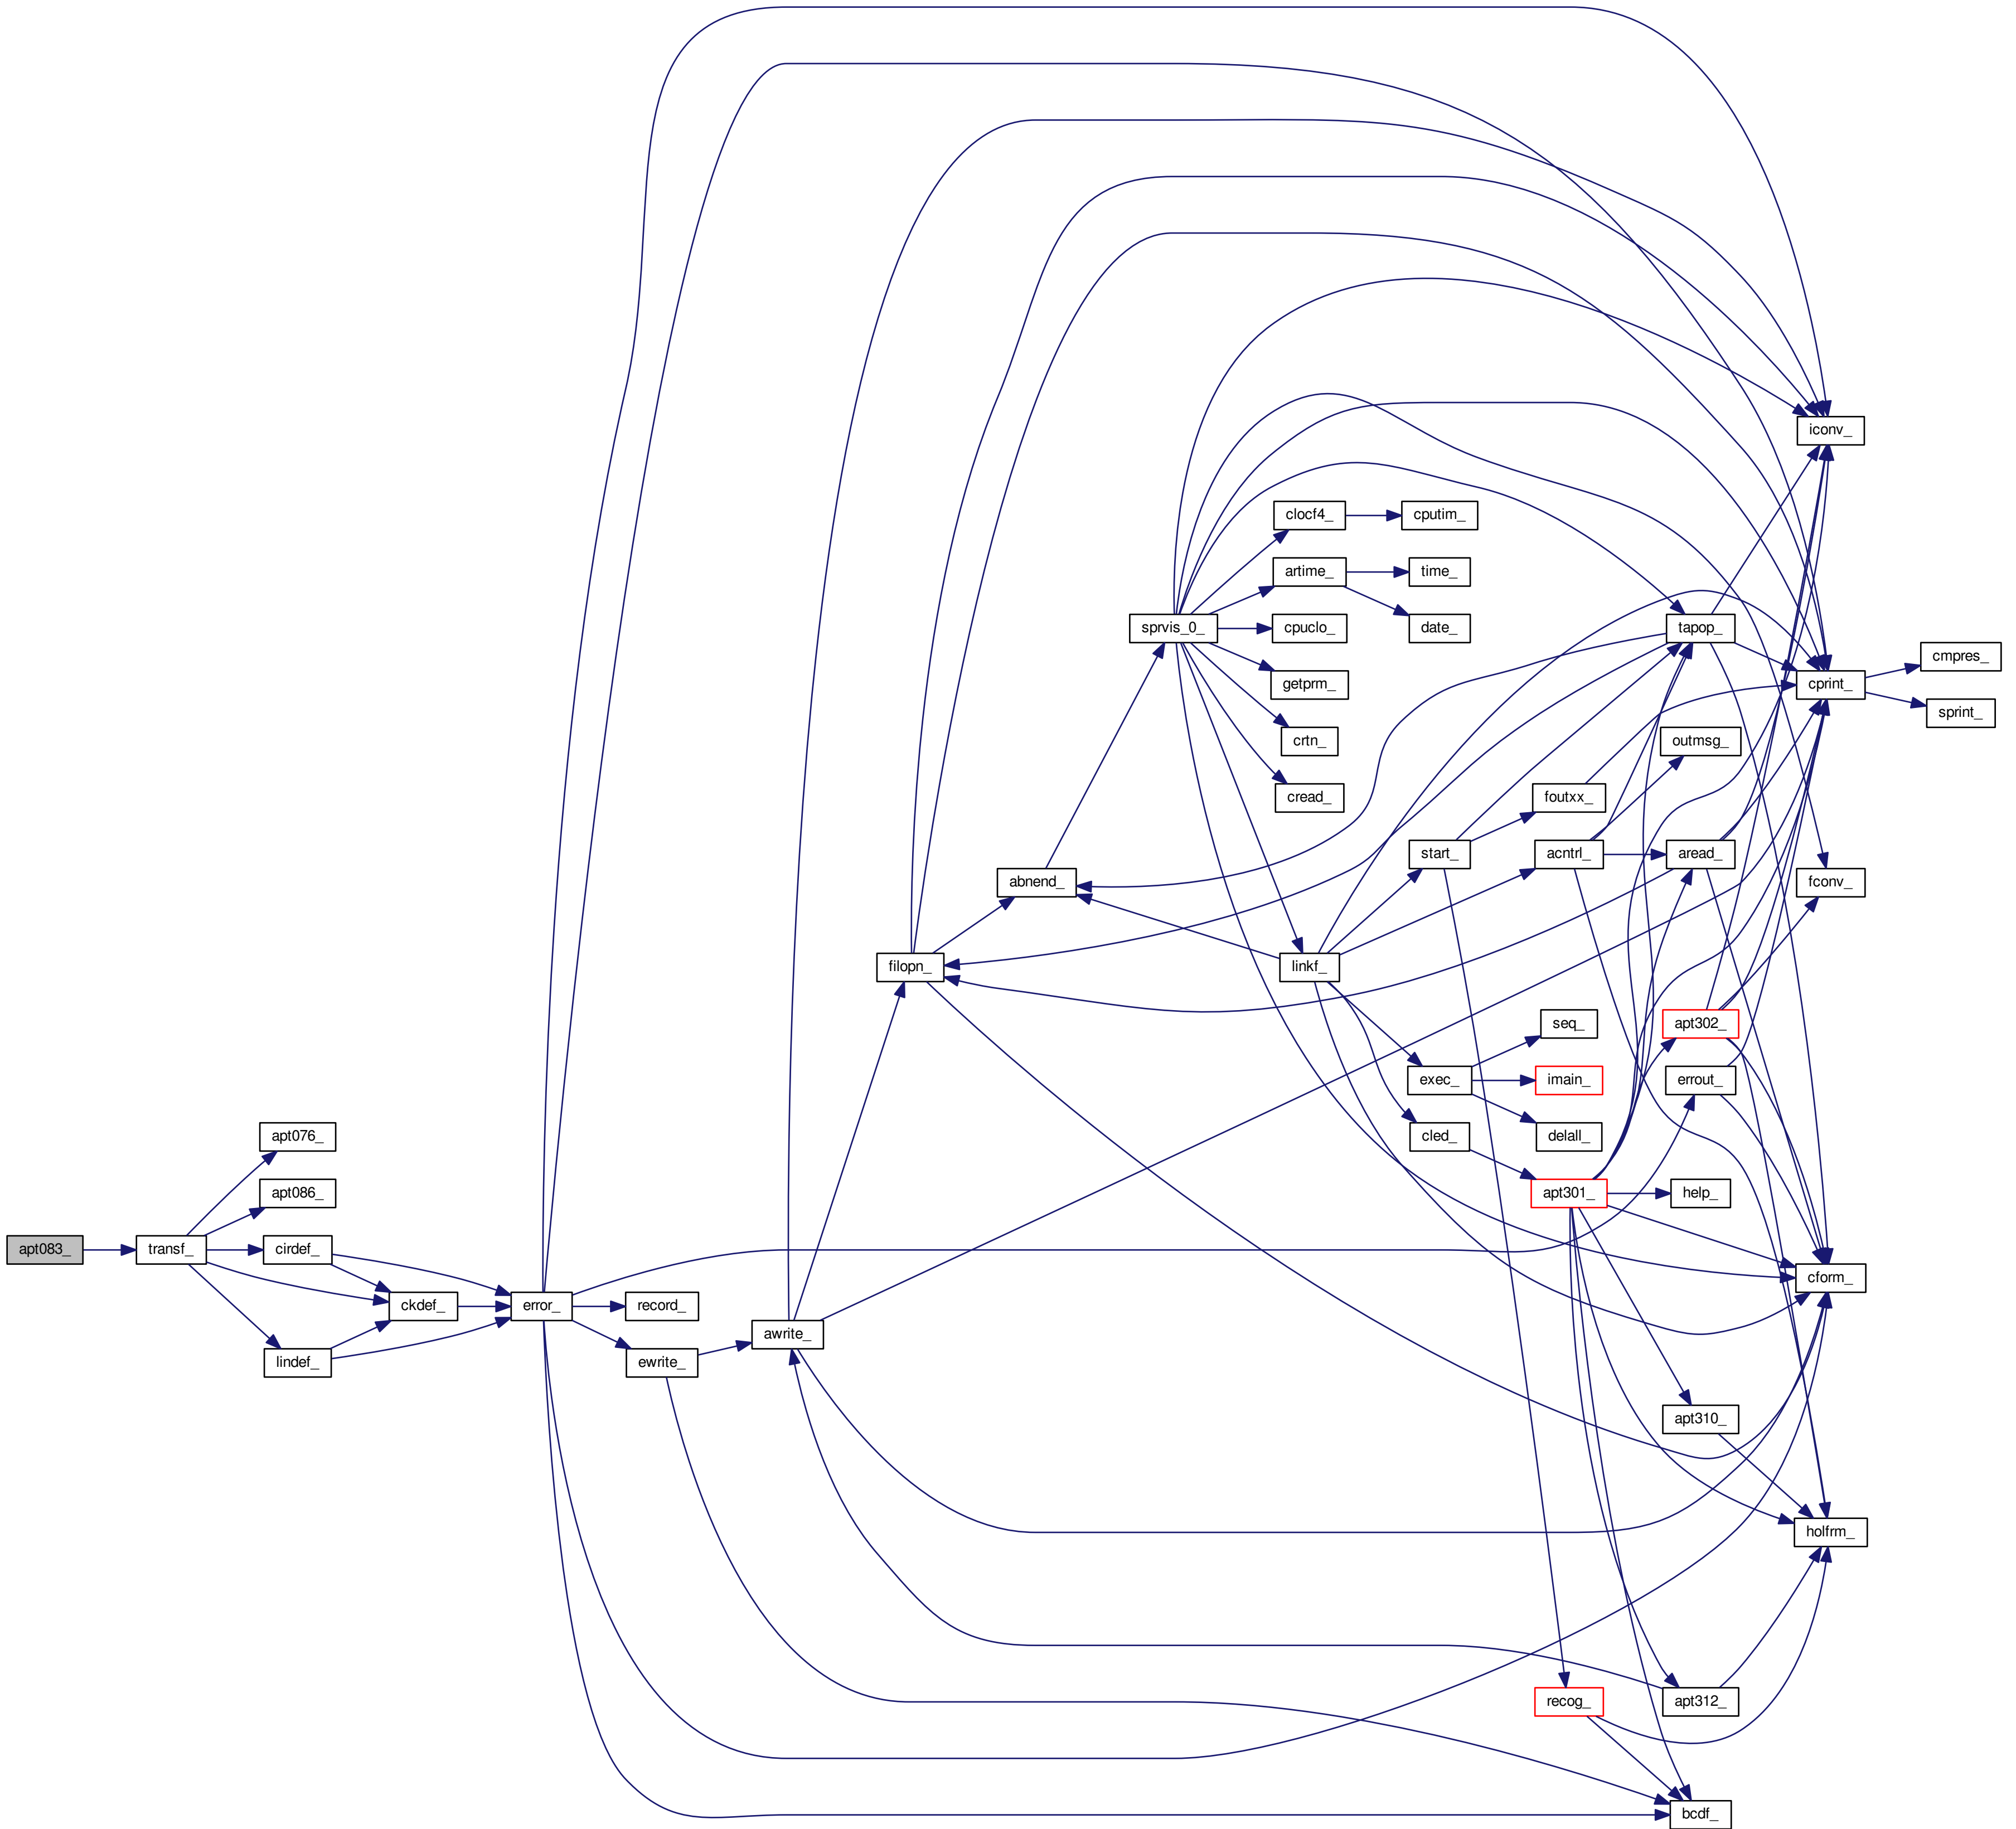 iconv_
clocf4_
cputim_
artime_
time_
sprvis_0_
cpuclo_
date_
tapop_
cmpres_
getprm_
cprint_
sprint_
crtn_
outmsg_
cread_
foutxx_
start_
acntrl_
aread_
abnend_
fconv_
filopn_
linkf_
seq_
apt302_
exec_
imain_
errout_
apt076_
cled_
delall_
apt086_
apt301_
help_
apt083_
transf_
cirdef_
cform_
ckdef_
error_
record_
awrite_
lindef_
ewrite_
apt310_
holfrm_
recog_
apt312_
bcdf_